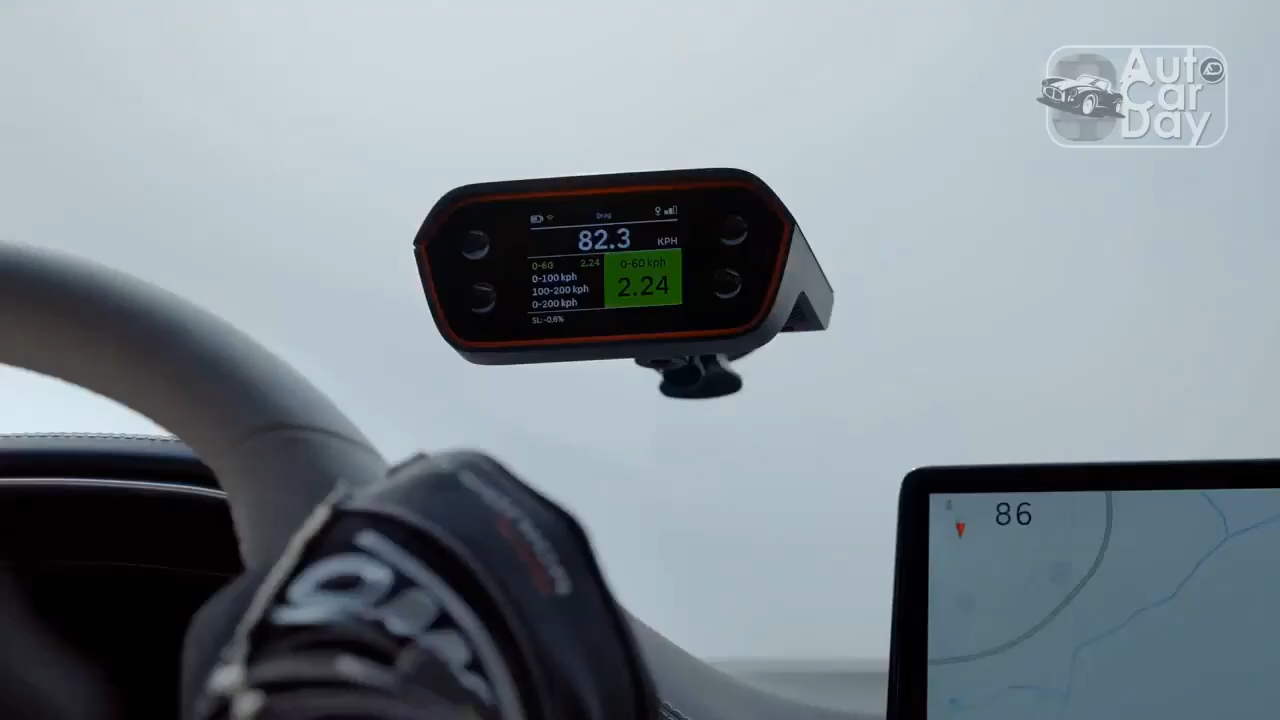 Auto
Car
Day
Drag
82.3 KPH
0-60 2.24
0-100 kph
100-200 kph
0-200 kph
SL: -0.6%
0-60 kph
2.24
86